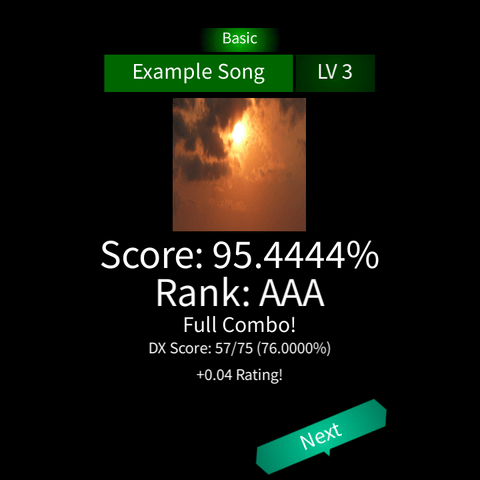 Basic
Example Song LV 3
Score: 95.4444%
Rank: AAA
Full Combo!
DX Score: 57/75 (76.0000%)
+0.04 Rating!
Next